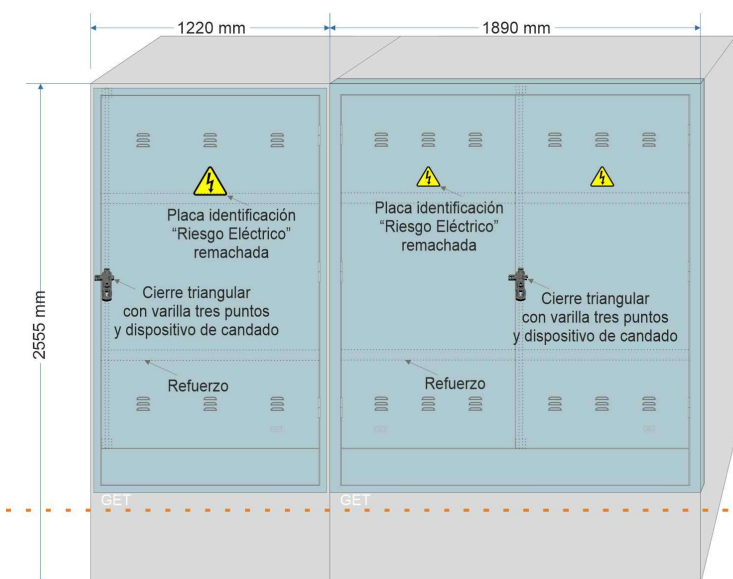 1220 mm
1890 mm
Placa identificación
“Riesgo Eléctrico”
remachada
Placa identificación
“Riesgo Eléctrico”
remachada
2555 mm
Cierre triangular
con varilla tres puntos
y dispositivo de candado
Cierre triangular
con varilla tres puntos
y dispositivo de candado
Refuerzo
Refuerzo
GET
GET